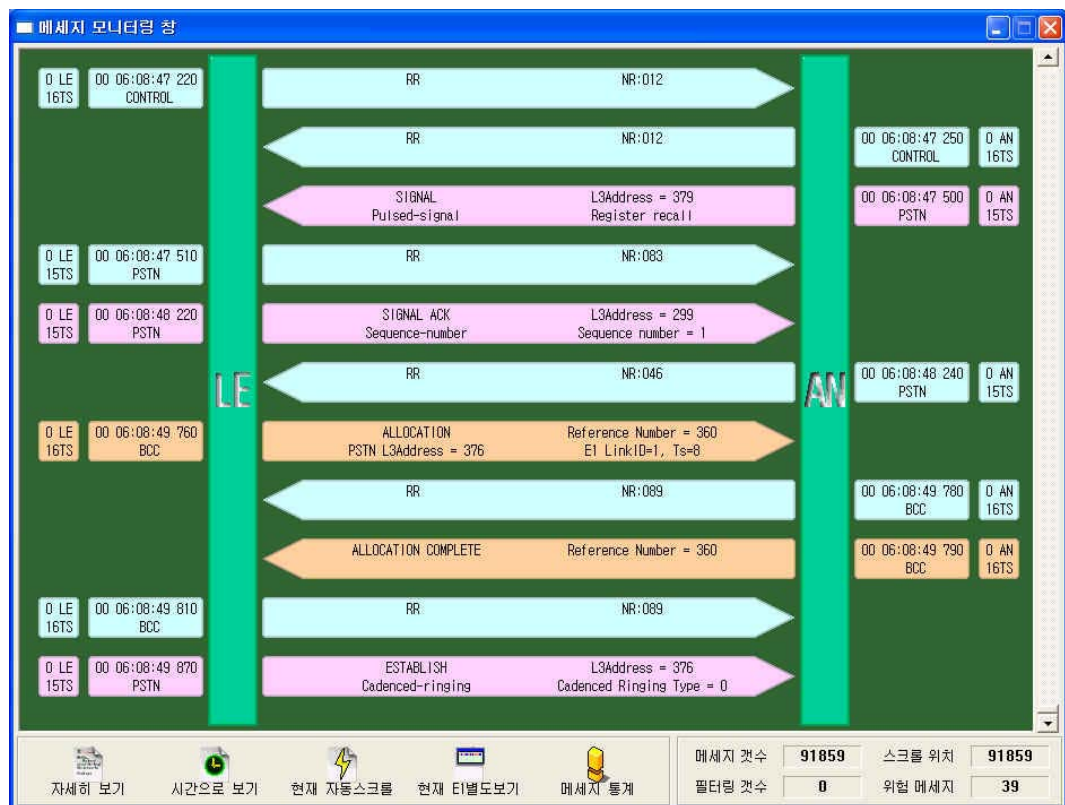 메세지 모니터링 창
0 LE 00 06:08:47 220 RR NR:012
16TS CONTROL
RR NR:012 00 06:08:47 250 0 AN
CONTROL 16TS
SIGNAL L3Address = 379 00 06:08:47 500 0 AN
Pulsed-signal Register recall PSTN 15TS
0 LE 00 06:08:47 510 RR NR:083
15TS PSTN
0 LE 00 06:08:48 220 SIGNAL ACK L3Address = 299
15TS PSTN Sequence-number Sequence number = 1
RR NR:046 00 06:08:48 240 0 AN
PSTN 15TS
LE AN
0 LE 00 06:08:49 760 ALLOCATION Reference Number = 360
16TS BCC PSTN L3Address = 376 E1 LinkID=1, Ts=8
RR NR:089 00 06:08:49 780 0 AN
BCC 16TS
ALLOCATION COMPLETE Reference Number = 360 00 06:08:49 790 0 AN
BCC 16TS
0 LE 00 06:08:49 810 RR NR:089
16TS BCC
0 LE 00 06:08:49 870 ESTABLISH L3Address = 376
15TS PSTN Cadenced-ringing Cadenced Ringing Type = 0
자세히 보기 시간으로 보기 현재 자동스크롤 현재 E1별도보기 메세지 통계
메세지 갯수 91859 스크롤 위치 91859
필터링 갯수 0 위험 메세지 39